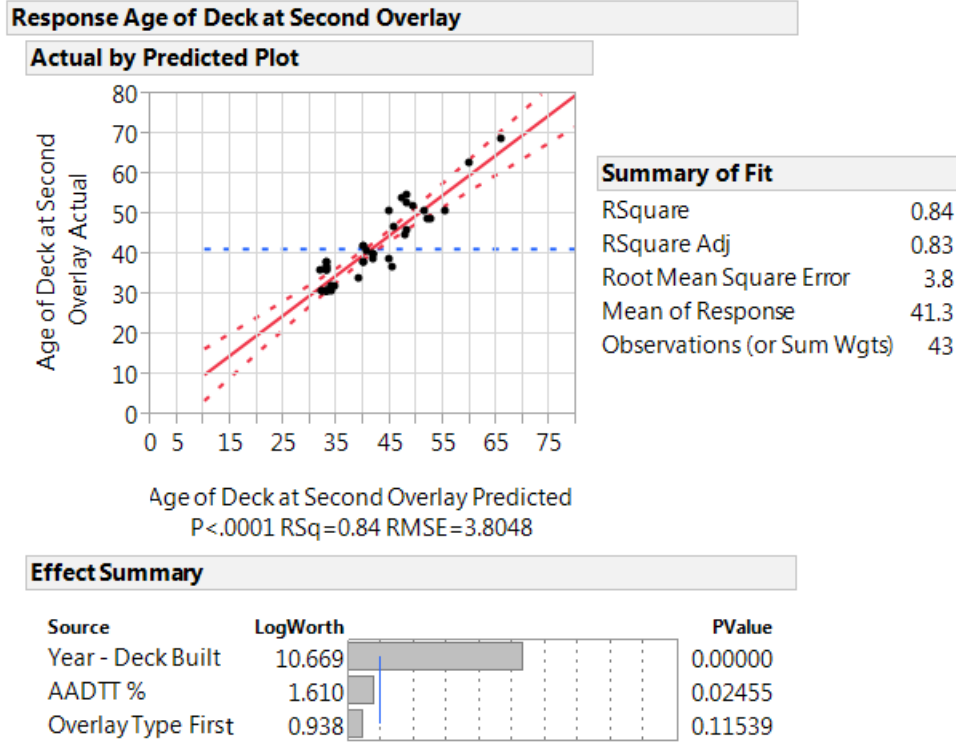 Response Age of Deck at Second Overlay
Actual by Predicted Plot
80
70
60
50
40
30
20
10
0
Age of Deck at Second
Overlay Actual
0 5 15 25 35 45 55 65 75
Age of Deck at Second Overlay Predicted
P<.0001 RSq=0.84 RMSE=3.8048
Summary of Fit
RSquare 0.84
RSquare Adj 0.83
Root Mean Square Error 3.8
Mean of Response 41.3
Observations (or Sum Wgts) 43
Effect Summary
Source LogWorth PValue
Year - Deck Built 10.669 0.00000
AADTT % 1.610 0.02455
Overlay Type First 0.938 0.11539